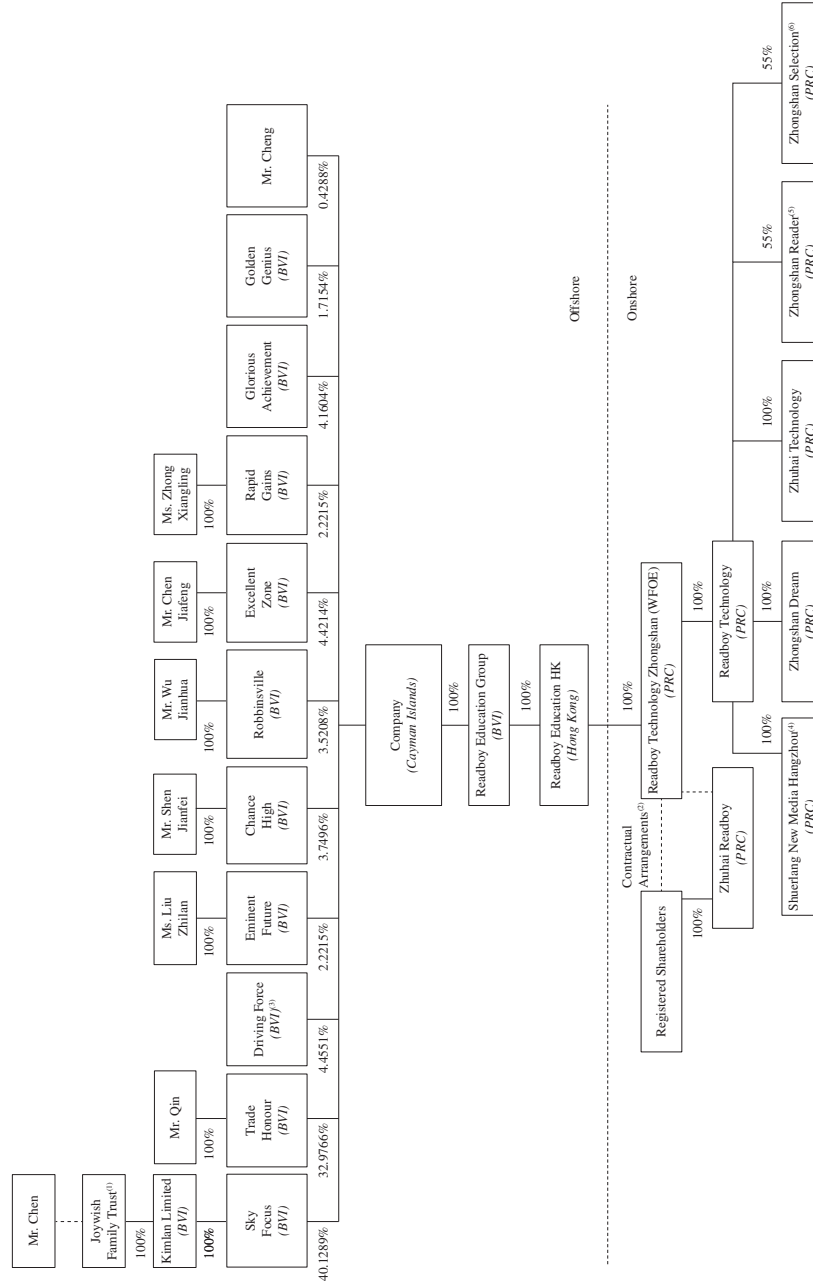 Mr. Chen
Joywish
Family Trust(1)
100%
Kimlan Limited
(BVI)
100%
Mr. Qin
100%
Ms. Liu
Zhilan
100%
Mr. Shen
Jianfei
100%
Mr. Wu
Jianhua
100%
Mr. Chen
Jiafeng
100%
Ms. Zhong
Xiangling
100%
Sky
Focus
(BVI)
Trade
Honour
(BVI)
Driving Force
(BVI)(3)
Eminent
Future
(BVI)
Chance
High
(BVI)
Robbinsville
(BVI)
Excellent
Zone
(BVI)
Rapid
Gains
(BVI)
Glorious
Achievement
(BVI)
Golden
Genius
(BVI)
Mr. Cheng
40.1289%
32.9766%
4.4551%
2.2215%
3.7496%
3.5208%
4.4214%
2.2215%
4.1604%
1.7154%
0.4288%
Company
(Cayman Islands)
100%
Readboy Education Group
(BVI)
100%
Readboy Education HK
(Hong Kong)
Offshore
Onshore
100%
Contractual
Arrangements(2)
Registered Shareholders
Readboy Technology Zhongshan (WFOE)
(PRC)
100%
100%
Zhuhai Readboy
(PRC)
Readboy Technology
(PRC)
100%
100%
100%
55%
55%
Shuerlang New Media Hangzhou(4)
(PRC)
Zhongshan Dream
(PRC)
Zhuhai Technology
(PRC)
Zhongshan Reader(5)
(PRC)
Zhongshan Selection(6)
(PRC)